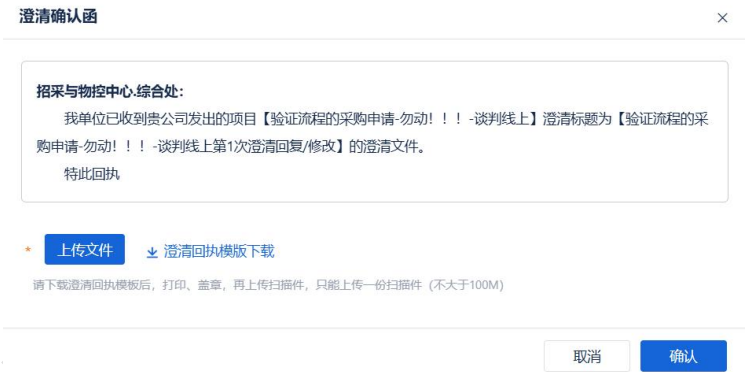 澄清确认函
招采与物控中心.综合处:
我单位已收到贵公司发出的项目【验证流程的采购申请-勿动！！！-谈判线上】澄清标题为【验证流程的采
购申请-勿动！！！-谈判线上第1次澄清回复/修改】的澄清文件。
特此回执
* 上传文件 澄清回执模版下载
请下载澄清回执模板后，打印、盖章，再上传扫描件，只能上传一份扫描件（不大于100M）
取消 确认